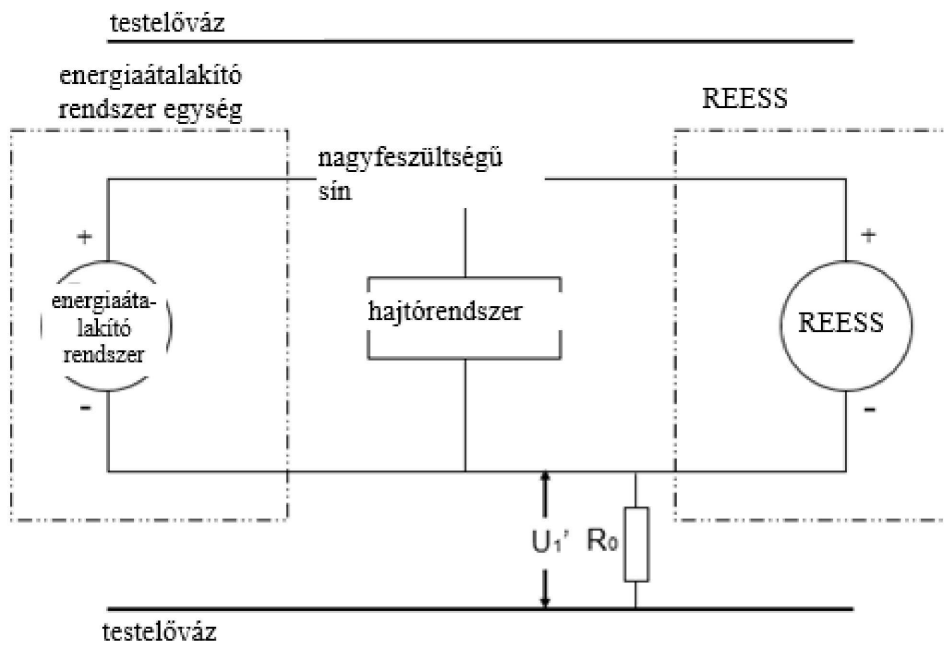 testelőváz
energiaátalakító
rendszer egység
REESS
nagyfeszültségű
sín
+
+
energiaáta-
lakító
rendszer
hajtórendszer
REESS
-
-
U₁’ R₀
testelőváz